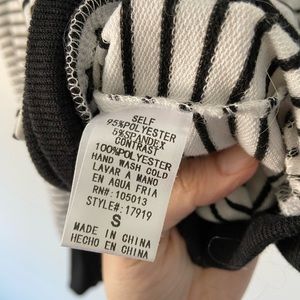 SELF
95%POLYESTER
5%SPANDEX
CONTRAST
100%POLYESTER
HAND WASH COLD
LAVAR A MANO
EN AGUA FRIA
RN#: 105013
STYLE#: 17919
S
MADE IN CHINA
HECHO EN CHINA